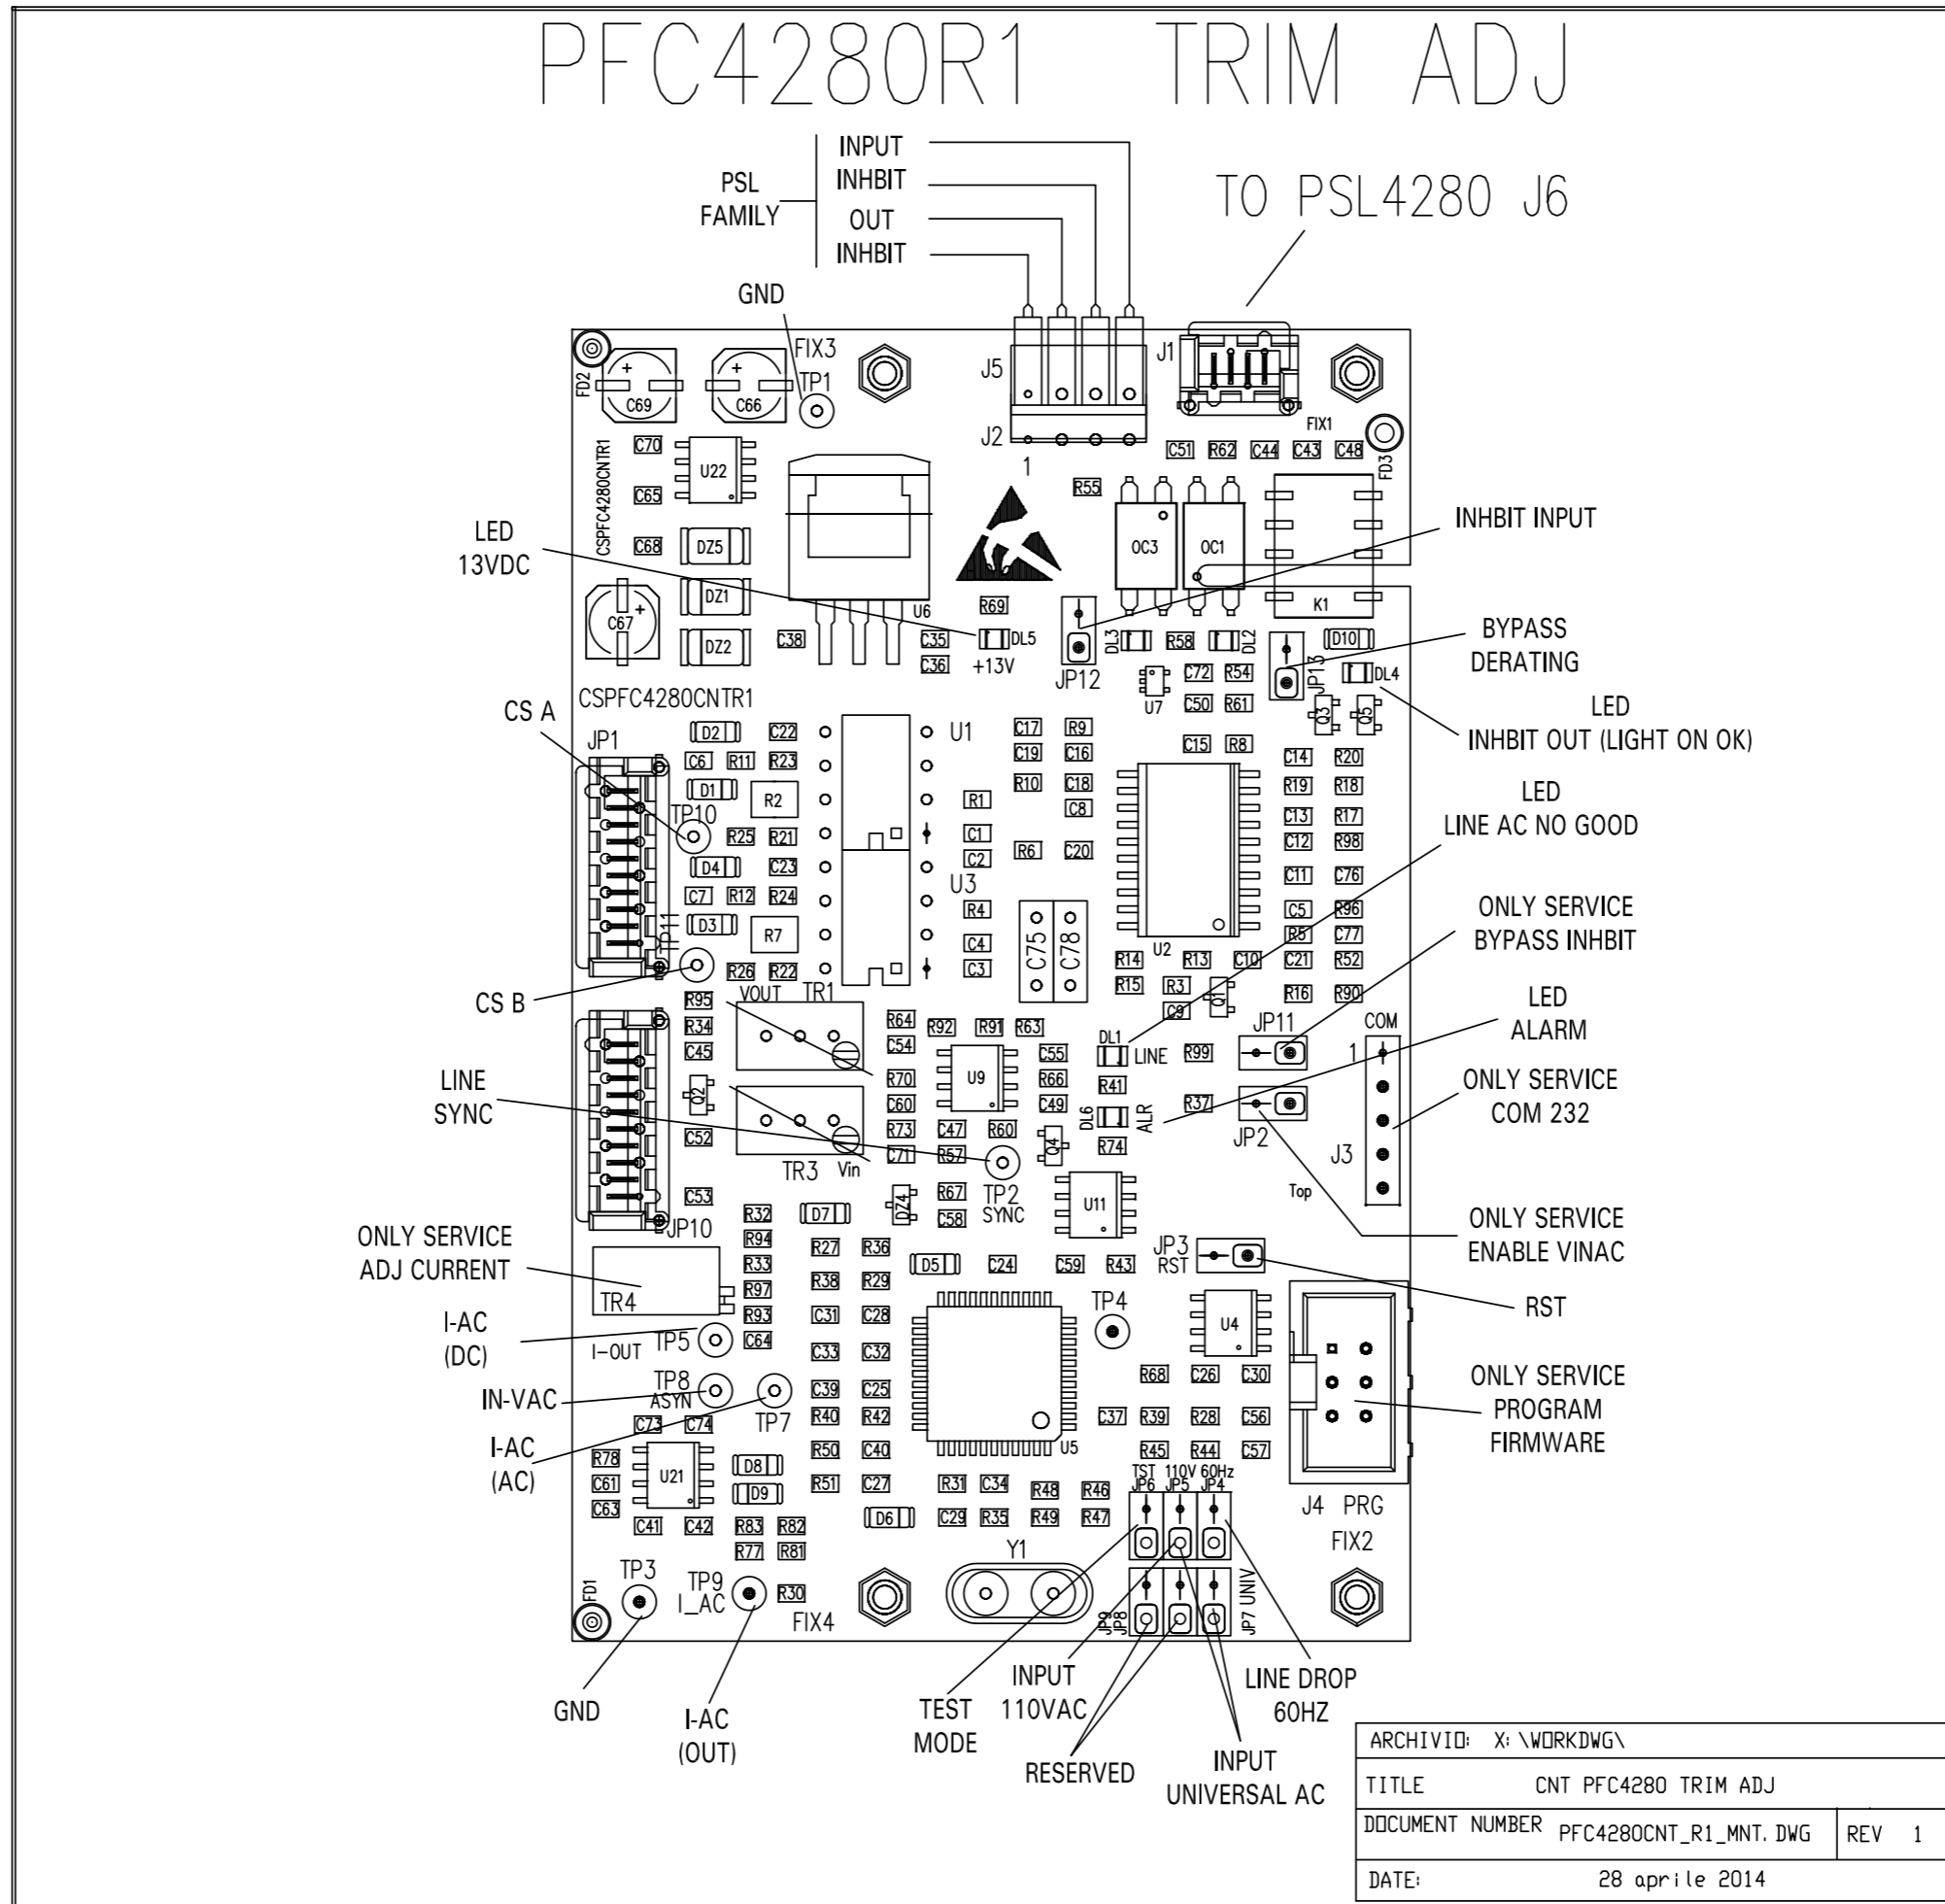 PFC4280R1 TRIM ADJ
PSL
FAMILY
INPUT
INHBIT
OUT
INHBIT
TO PSL4280 J6
GND
FIX3
TP1
FD2
C69
C66
J5
J2
1
J1
FIX1
FD3
C70
U22
C65
C68
CSPFC4280CNTR1
DZ5
DZ1
DZ2
C67
C51 R62 C44 C43 C48
R55
OC3
OC1
K1
INHBIT INPUT
LED
13VDC
U6
R69
DL5
+13V
C38
C35
C36
JP12
DL3
R58
DL2
JP13
D10
DL4
BYPASS
DERATING
C72 R54
U7
C50 R61
Q3
Q5
LED
INHBIT OUT (LIGHT ON OK)
CSPFC4280CNTR1
CS A
JP1
D2
C22
U1
C17 R9
C19 C16
C15 R8
C14 R20
C6 R11 R23
D1
R2
TP10
R10 C18
C8
R1
R19 R18
C13 R17
R25 R21
C1
C2
R6 C20
C12 R98
D4
C23
C11 C76
C7 R12 R24
U3
R4
C5 R96
R5 C77
D3
R7
TP11
C4
C3
C75
C78
U2
R14 R13 C10 C21 R52
R26 R22
R15 R3
C9
Q1
R16 R90
LED
LINE AC NO GOOD
ONLY SERVICE
BYPASS INHBIT
CS B
R95
R34
C45
VOUT TR1
R64
C54
R92 R91 R63
DL1
LINE
R99
JP11
COM
1
LED
ALARM
U9
C55
R66
C49
R41
DL6
ALR
R74
R37
JP2
R70
C60
R73
C71
C47 R60
R57
Q4
Q2
C52
C53
TR3 Vin
LINE
SYNC
ONLY SERVICE
COM 232
J3
Top
DZ4
R67
C58
TP2
SYNC
U11
JP10
R32
R94
R33
R97
R93
C64
D7
R27 R36
R38 R29
C31 C28
C33 C32
C39 C25
R40 R42
R50 C40
R51 C27
D5
C24
C59 R43
JP3
RST
ONLY SERVICE
ENABLE VINAC
RST
ONLY SERVICE
ADJ CURRENT
TR4
I-AC
(DC)
I-OUT TP5
TP4
U4
IN-VAC
TP8
ASYN
TP7
R68 C26 C30
C37 R39 R28 C56
R45 R44 C57
ONLY SERVICE
PROGRAM
FIRMWARE
U5
C73 C74
I-AC
(AC)
R78
C61
C63
U21
D8
D9
C41 C42
R83 R82
R77 R81
D6
R31 C34
C29 R35
R48 R46
R49 R47
TST 110V 60Hz
JP6 JP5 JP4
J4 PRG
FIX2
Y1
TP3
FD1
TP9
I_AC
R30
FIX4
JP9
JP8
JP7 UNIV
GND
I-AC
(OUT)
TEST
MODE
INPUT
110VAC
RESERVED
LINE DROP
60HZ
INPUT
UNIVERSAL AC
ARCHIVIO: X:\WORKDWG\
TITLE CNT PFC4280 TRIM ADJ
DOCUMENT NUMBER PFC4280CNT_R1_MNT.DWG REV 1
DATE: 28 aprile 2014